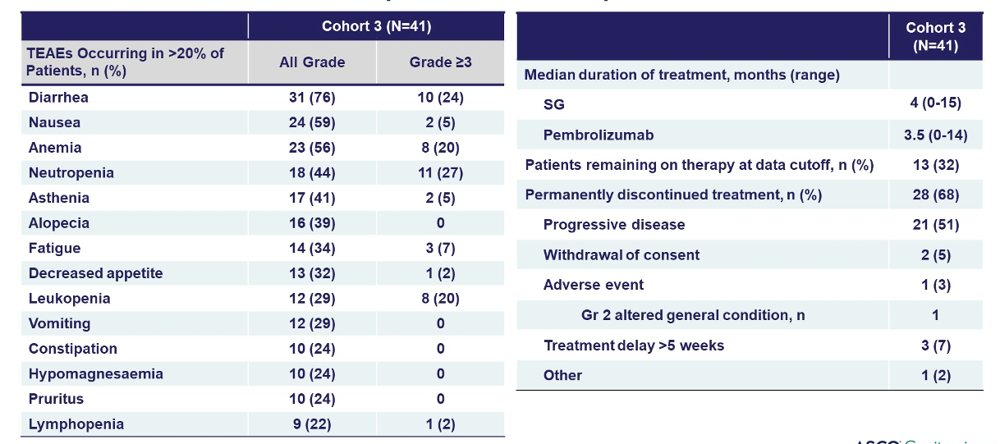 Cohort 3 (N=41)
TEAEs Occurring in >20% of
Patients, n (%)
All Grade Grade ≥3
Diarrhea 31 (76) 10 (24)
Nausea 24 (59) 2 (5)
Anemia 23 (56) 8 (20)
Neutropenia 18 (44) 11 (27)
Asthenia 17 (41) 2 (5)
Alopecia 16 (39) 0
Fatigue 14 (34) 3 (7)
Decreased appetite 13 (32) 1 (2)
Leukopenia 12 (29) 8 (20)
Vomiting 12 (29) 0
Constipation 10 (24) 0
Hypomagnesaemia 10 (24) 0
Pruritus 10 (24) 0
Lymphopenia 9 (22) 1 (2)
Cohort 3
(N=41)
Median duration of treatment, months (range)
SG 4 (0-15)
Pembrolizumab 3.5 (0-14)
Patients remaining on therapy at data cutoff, n (%) 13 (32)
Permanently discontinued treatment, n (%) 28 (68)
Progressive disease 21 (51)
Withdrawal of consent 2 (5)
Adverse event 1 (3)
Gr 2 altered general condition, n 1
Treatment delay >5 weeks 3 (7)
Other 1 (2)
ASCO